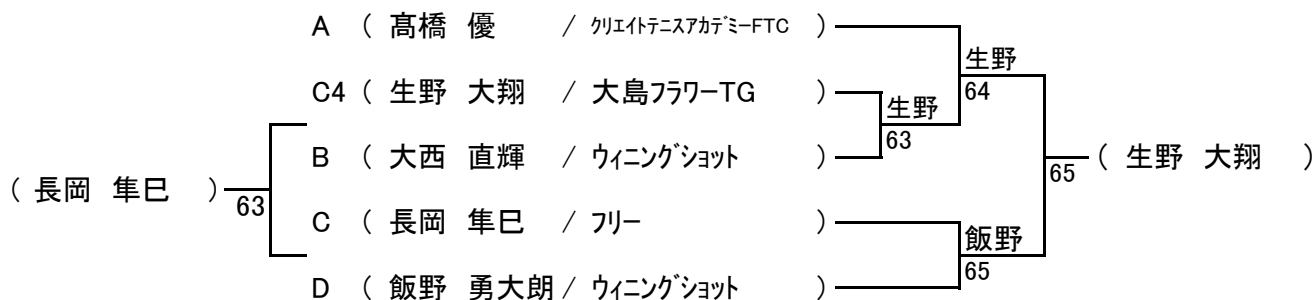 A ( 髙橋 優 / クリエイトテニスアカデミーFTC )
生野
64
C4 ( 生野 大翔 / 大島フラワーTG )
生野
63
B ( 大西 直輝 / ウィニングショット )
( 長岡 隼巳 )
63
65
( 生野 大翔 )
C ( 長岡 隼巳 / フリー )
飯野
65
D ( 飯野 勇大朗 / ウィニングショット )